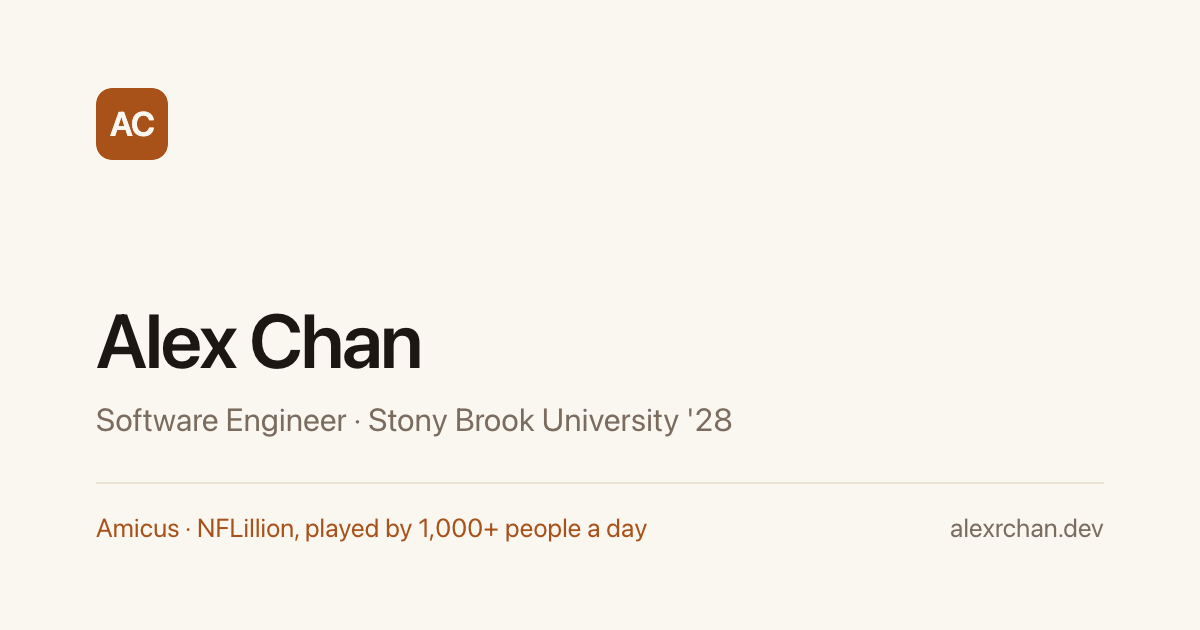 AC
Alex Chan
Software Engineer · Stony Brook University '28
Amicus · NFLillion, played by 1,000+ people a day
alexrchan.dev